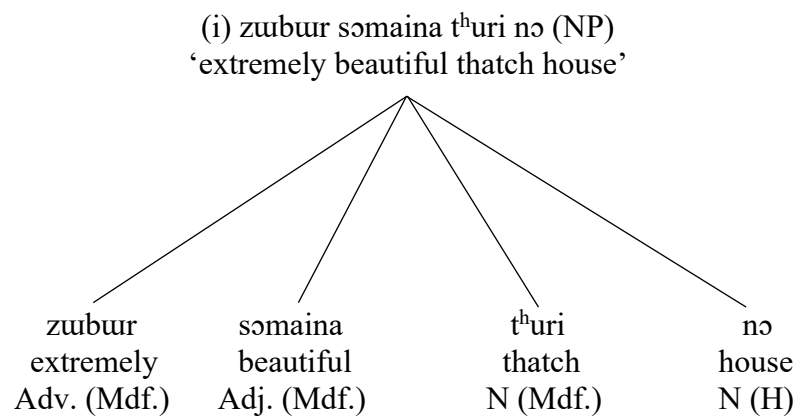 (i) zɯbɯr sɔmaina tʰuri nɔ (NP)
‘extremely beautiful thatch house’
zɯbɯr sɔmaina tʰuri nɔ
extremely beautiful thatch house
Adv. (Mdf.) Adj. (Mdf.) N (Mdf.) N (H)